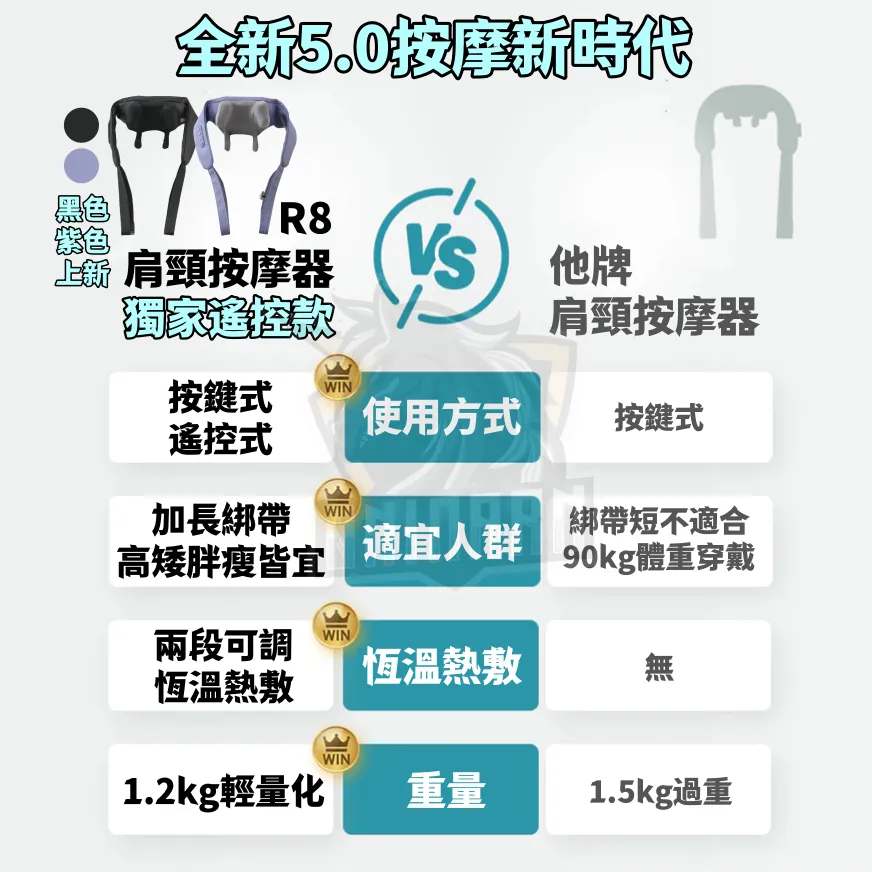 全新5.0按摩新時代
黑色
紫色
上新
R8
肩頸按摩器
獨家遙控款
VS
他牌
肩頸按摩器
按鍵式
遙控式
WIN
使用方式
按鍵式
加長綁帶
高矮胖瘦皆宜
WIN
適宜人群
綁帶短不適合
90kg體重穿戴
兩段可調
恆溫熱敷
WIN
恆溫熱敷
無
1.2kg輕量化
WIN
重量
1.5kg過重